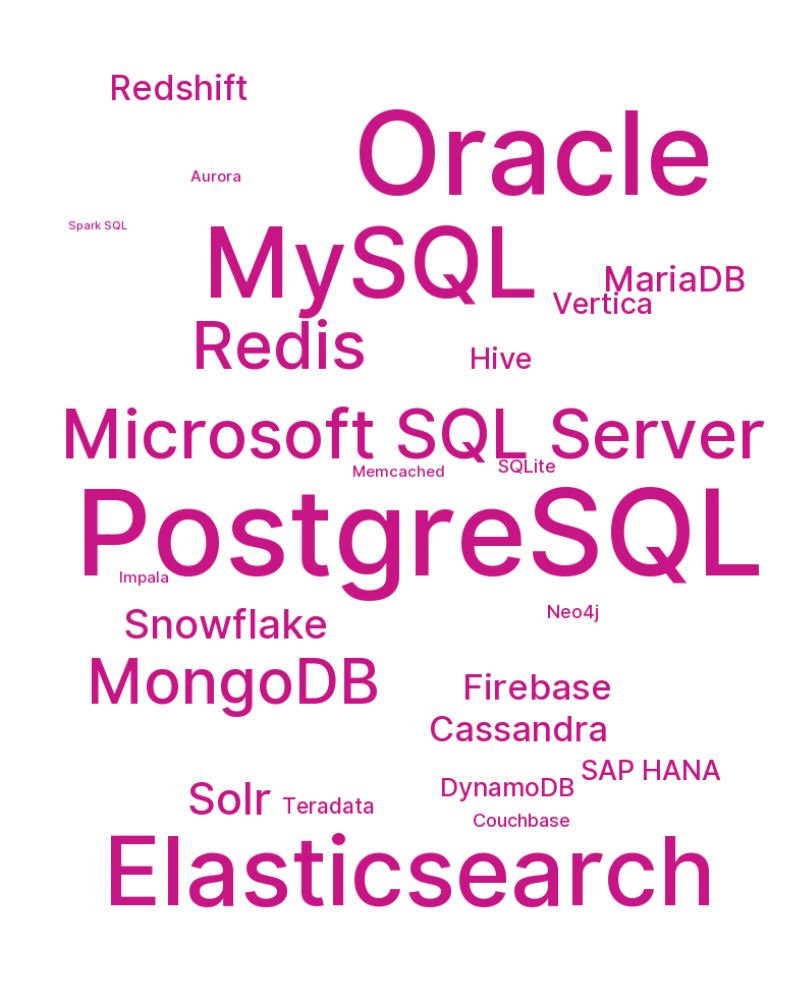 Redshift
Oracle
Aurora
Spark SQL
MySQL
MariaDB
Vertica
Redis
Hive
Microsoft SQL Server
Memcached
SQLite
PostgreSQL
Impala
Neo4j
Snowflake
MongoDB
Firebase
Cassandra
SAP HANA
DynamoDB
Solr
Teradata
Couchbase
Elasticsearch